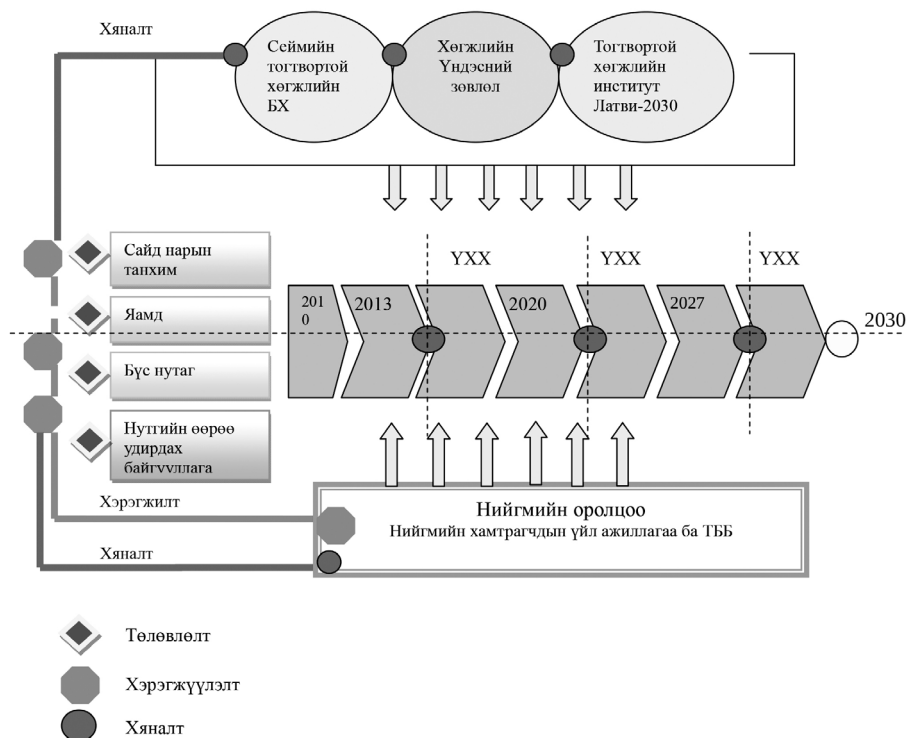 Хяналт
Сеймийн
тогтвортой
хөгжлийн
БХ
Хөгжлийн
Үндэсний
зөвлөл
Тогтвортой
хөгжлийн
институт
Латви-2030
Сайд нарын
танхим
Яамд
Бүс нутаг
Нутгийн өөрөө
удирдах
байгууллага
ҮХХ
ҮХХ
ҮХХ
201
0
2013
2020
2027
2030
Хэрэгжилт
Хяналт
Нийгмийн оролцоо
Нийгмийн хамтрагчдын үйл ажиллагаа ба ТББ
Төлөвлөлт
Хэрэгжүүлэлт
Хяналт